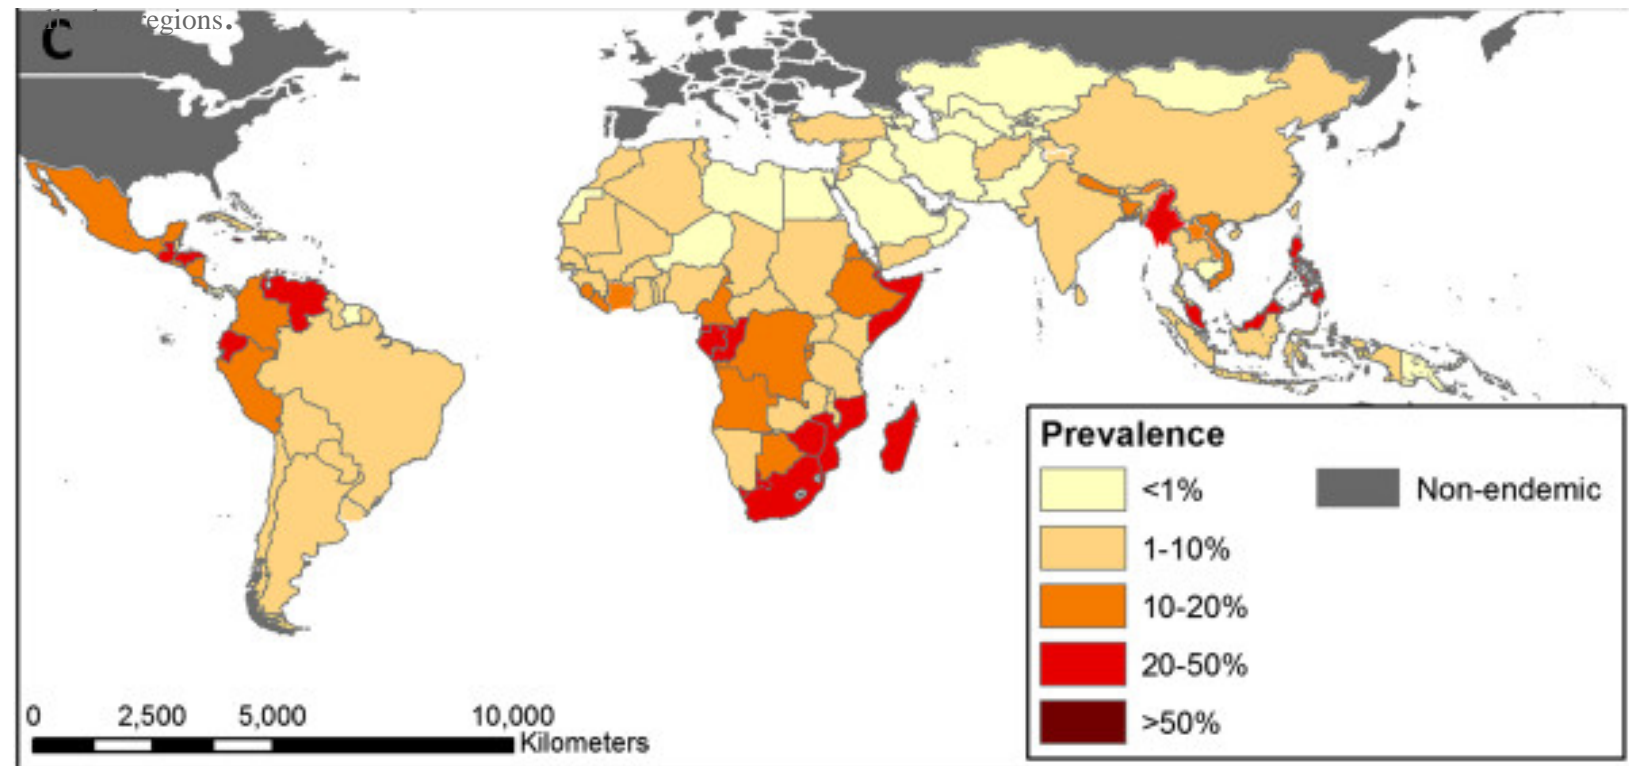 regions.
C
Prevalence
<1%
Non-endemic
1-10%
10-20%
20-50%
>50%
0 2,500 5,000 10,000
Kilometers